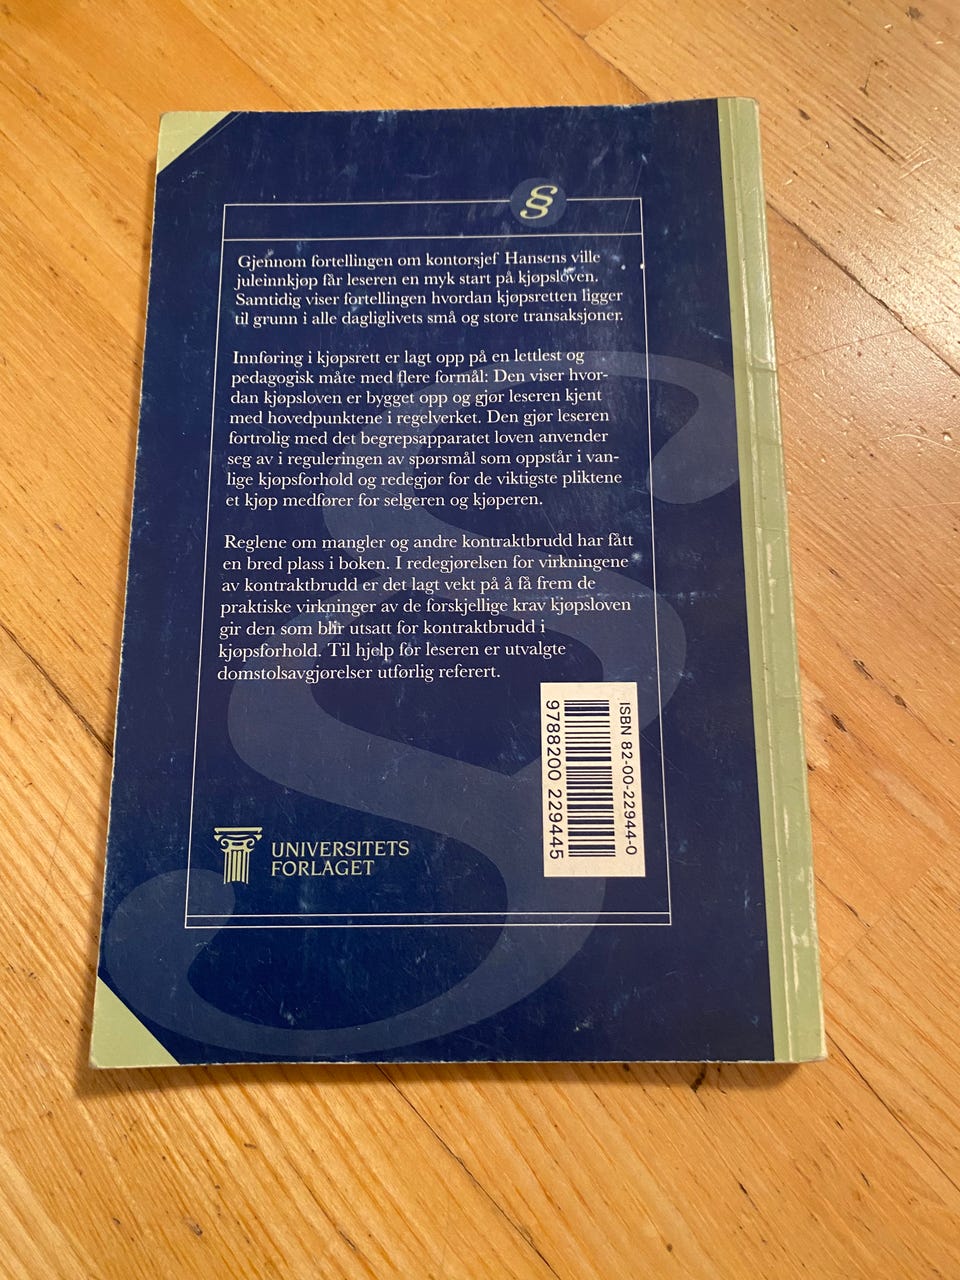 §
Gjennom fortellingen om kontorsjef Hansens ville
juleinnkjøp får leseren en myk start på kjøpsloven.
Samtidig viser fortellingen hvordan kjøpsretten ligger
til grunn i alle dagliglivets små og store transaksjoner.
Innføring i kjøpsrett er lagt opp på en lettlest og
pedagogisk måte med flere formål: Den viser hvor-
dan kjøpsloven er bygget opp og gjør leseren kjent
med hovedpunktene i regelverket. Den gjør leseren
fortrolig med det begrepsapparatet loven anvender
seg av i reguleringen av spørsmål som oppstår i van-
lige kjøpsforhold og redegjør for de viktigste pliktene
et kjøp medfører for selgeren og kjøperen.
Reglene om mangler og andre kontraktbrudd har fått
en bred plass i boken. I redegjørelsen for virkningene
av kontraktbrudd er det lagt vekt på å få frem de
praktiske virkninger av de forskjellige krav kjøpsloven
gir den som blir utsatt for kontraktbrudd i
kjøpsforhold. Til hjelp for leseren er utvalgte
domstolsavgjørelser utførlig referert.
ISBN 82-00-22944-0
9788200 229445
UNIVERSITETS
FORLAGET